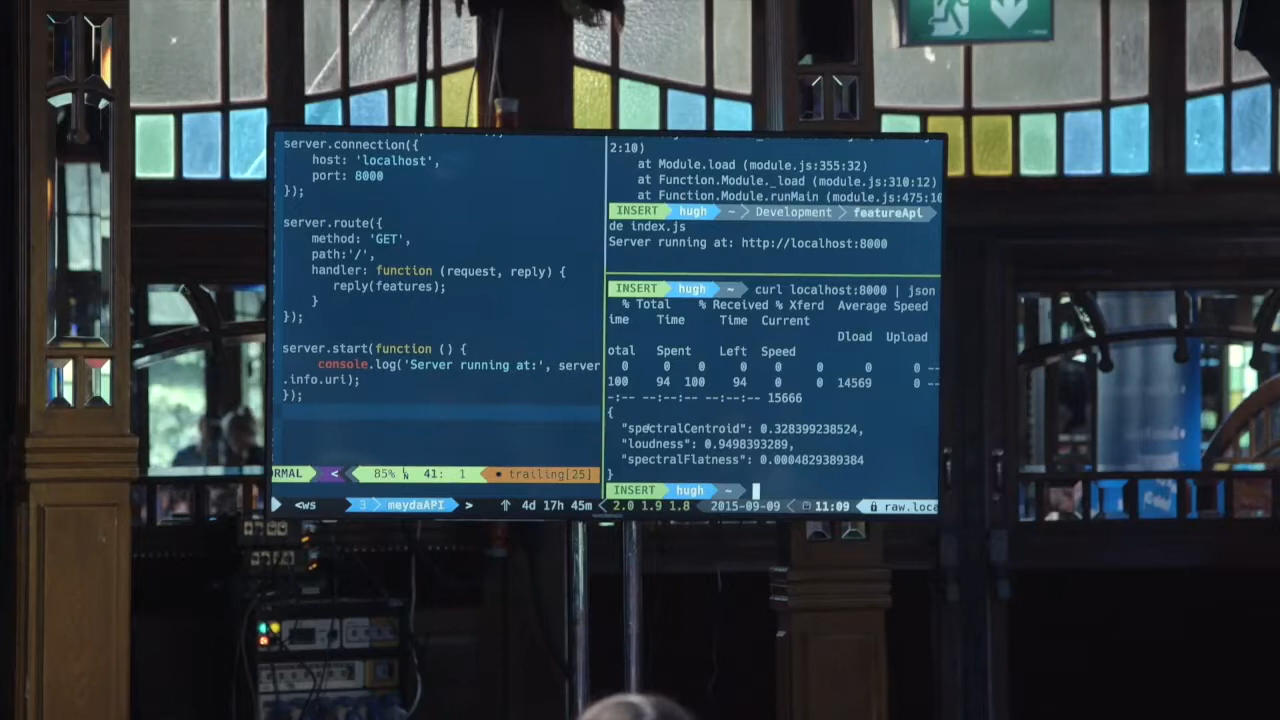 server.connection({
host: 'localhost',
port: 8000
});
server.route({
method: 'GET',
path:'/',
handler: function (request, reply) {
reply(features);
}
});
server.start(function () {
console.log('Server running at:', server
.info.uri);
});
RMAL < 85% 41: 1 trailing[25]
2:10)
at Module.load (module.js:355:32)
at Function.Module._load (module.js:310:12)
at Function.Module.runMain (module.js:475:10
INSERT hugh ~ Development featureApi
de index.js
Server running at: http://localhost:8000
INSERT hugh ~ curl localhost:8000 | json
% Total % Received % Xferd Average Speed
ime Time Time Current
Dload Upload
otal Spent Left Speed
0 0 0 0 0 0 0 0 --
100 94 100 94 0 0 14569 0 --
-:-- --:--:-- --:--:-- 15666
{
"spectralCentroid": 0.328399238524,
"loudness": 0.9498393289,
"spectralFlatness": 0.0004829389384
}
INSERT hugh ~
<ws 3 meydaAPI > 4d 17h 45m < 2.0 1.9 1.8 2015-09-09 < 11:09 raw.loca